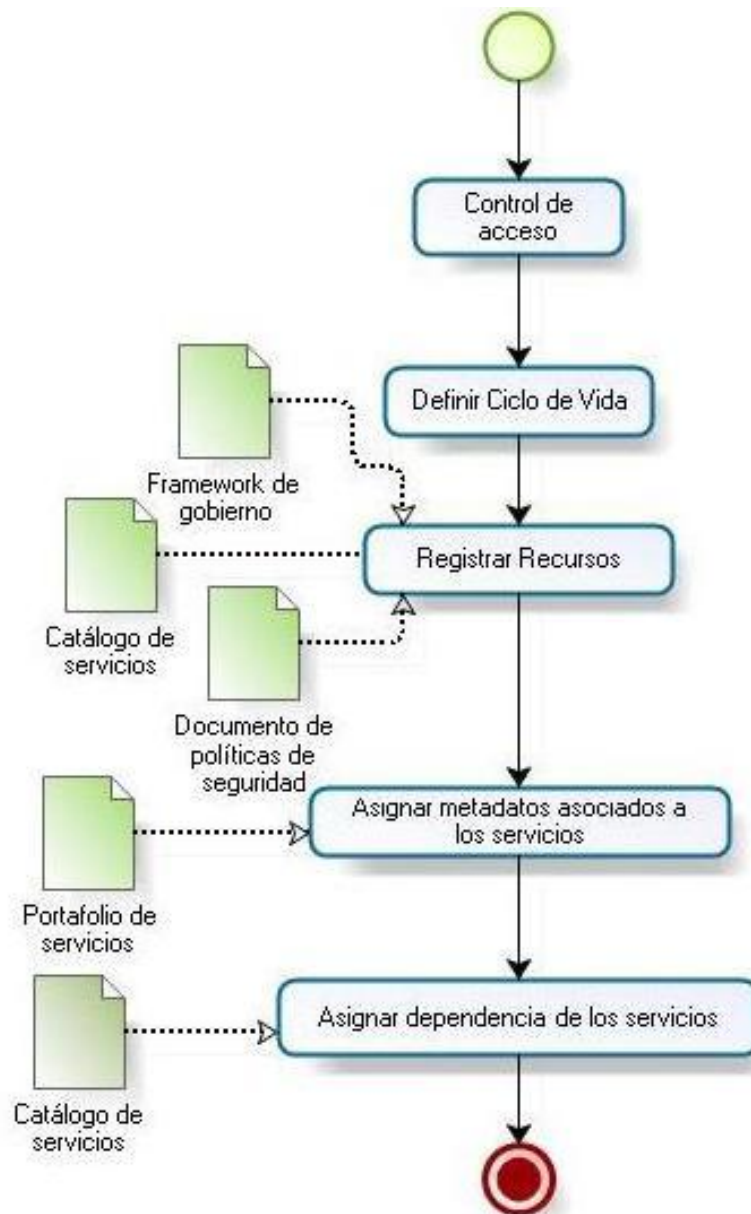 Control de
acceso
Definir Ciclo de Vida
Framework de
gobierno
Registrar Recursos
Catálogo de
servicios
Documento de
políticas de
seguridad
Asignar metadatos asociados a
los servicios
Portafolio de
servicios
Asignar dependencia de los servicios
Catálogo de
servicios